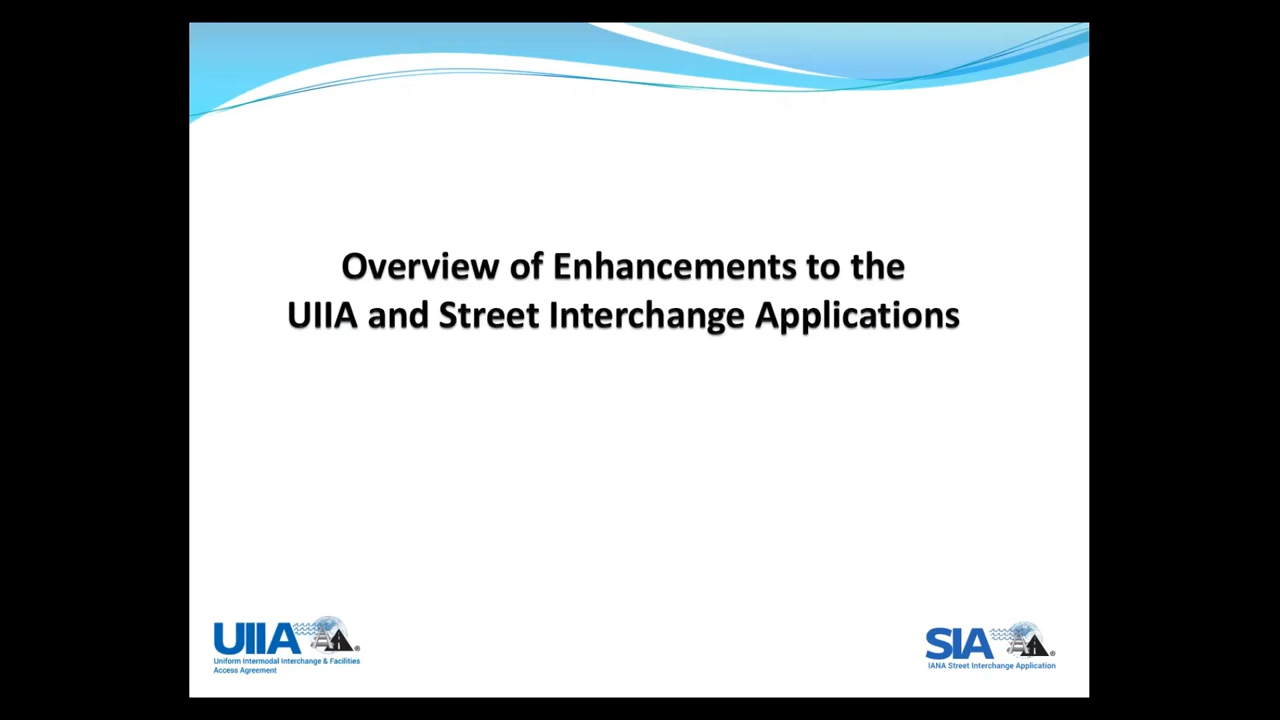 Overview of Enhancements to the
UIIA and Street Interchange Applications
UIIA
Uniform Intermodal Interchange & Facilities
Access Agreement
SIA
IANA Street Interchange Application